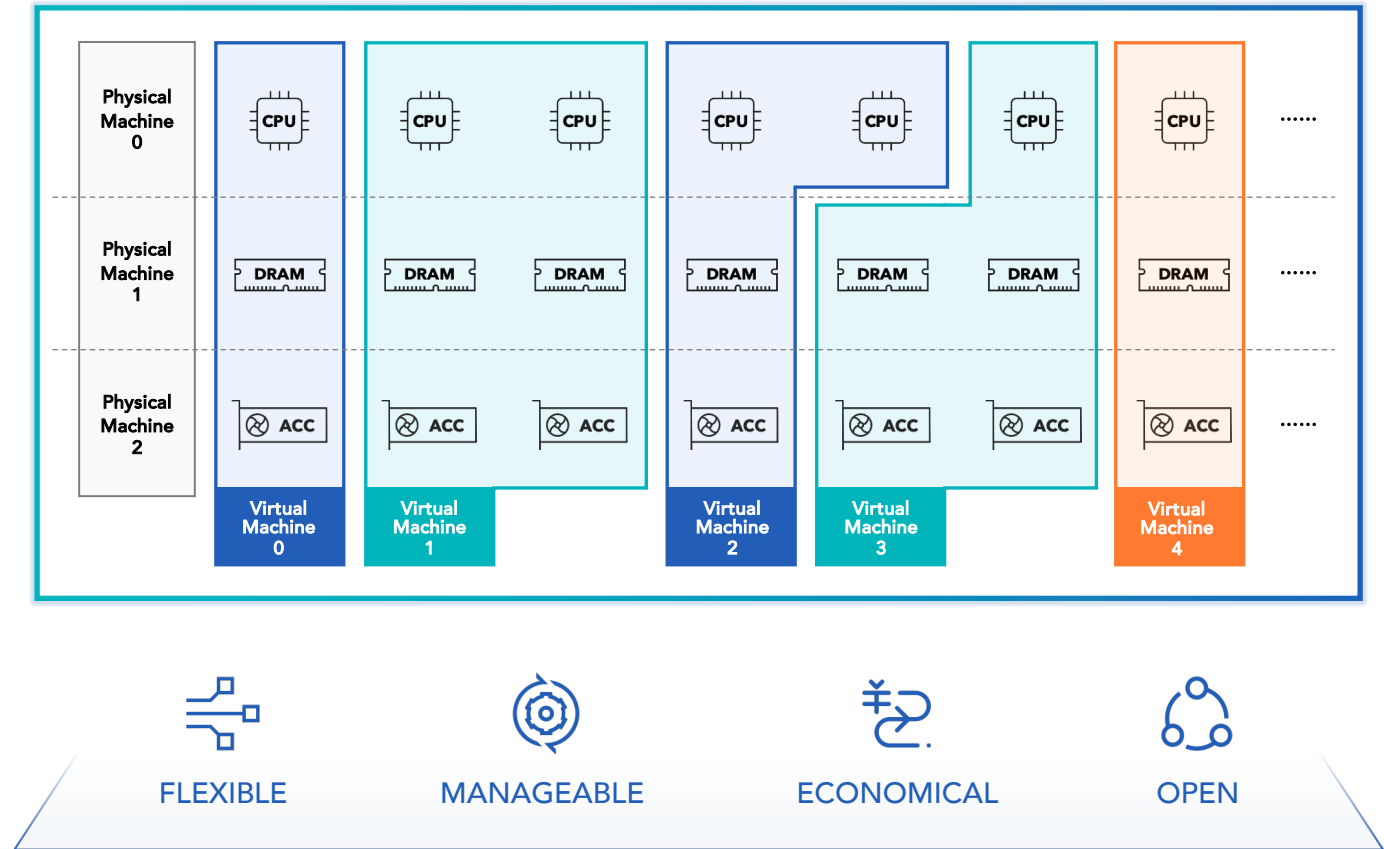 Physical
Machine
0
CPU CPU CPU CPU CPU CPU CPU ......
Physical
Machine
1
DRAM DRAM DRAM DRAM DRAM DRAM DRAM ......
Physical
Machine
2
ACC ACC ACC ACC ACC ACC ACC ......
Virtual
Machine
0
Virtual
Machine
1
Virtual
Machine
2
Virtual
Machine
3
Virtual
Machine
4
FLEXIBLE
MANAGEABLE
ECONOMICAL
OPEN